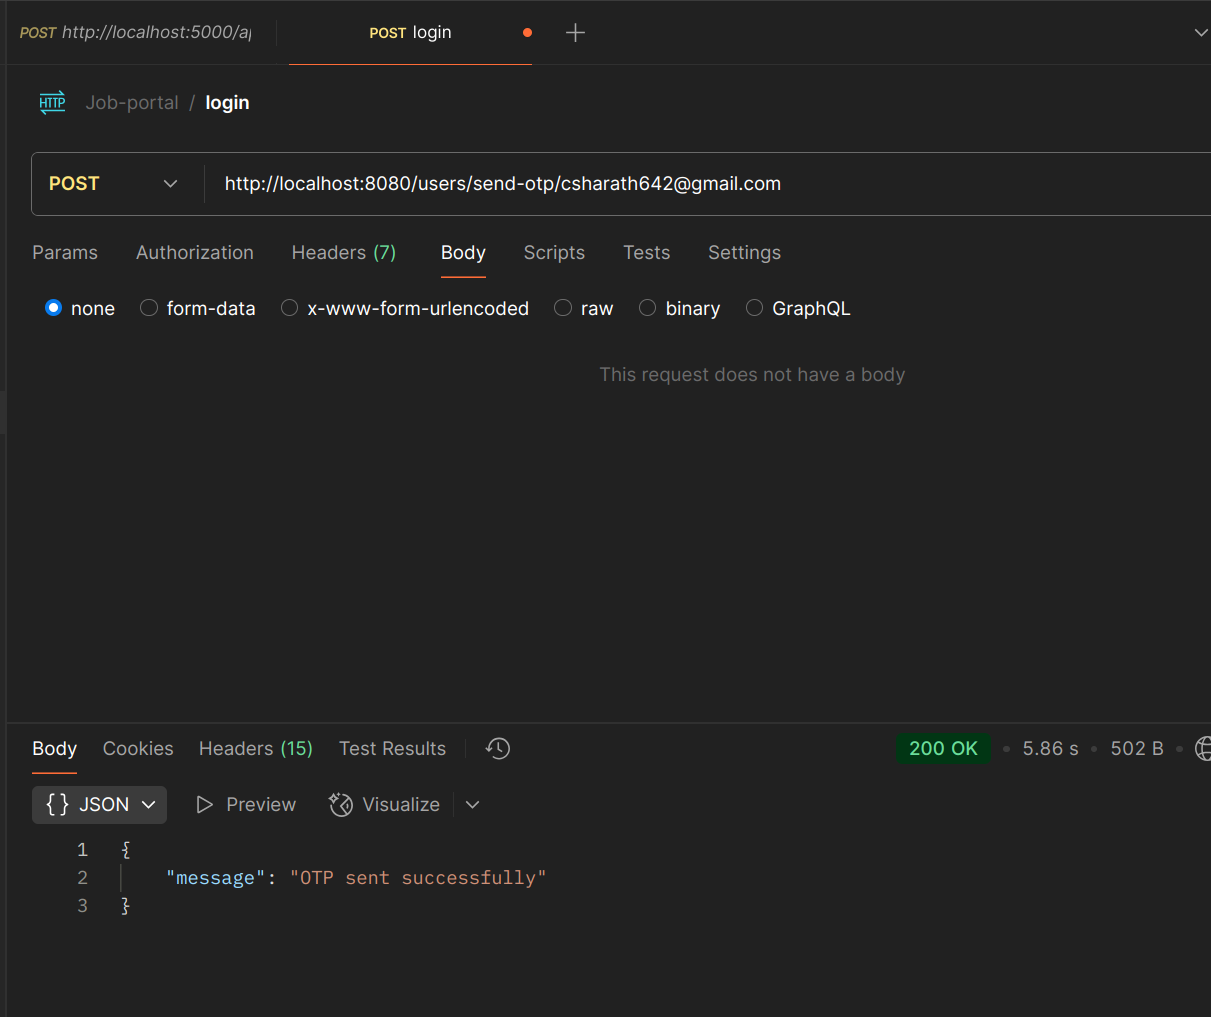 POST http://localhost:5000/a POST login
HTTP Job-portal / login
POST http://localhost:8080/users/send-otp/csharath642@gmail.com
Params Authorization Headers (7) Body Scripts Tests Settings
none form-data x-www-form-urlencoded raw binary GraphQL
This request does not have a body
Body Cookies Headers (15) Test Results 200 OK • 5.86 s • 502 B •
{} JSON Preview Visualize
1 {
2 "message": "OTP sent successfully"
3 }